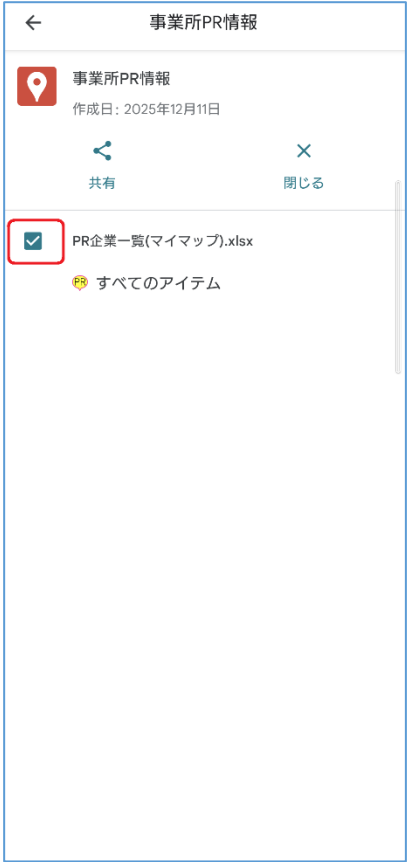 事業所PR情報
事業所PR情報
作成日: 2025年12月11日
共有 閉じる
PR企業一覧(マイマップ).xlsx
PR すべてのアイテム